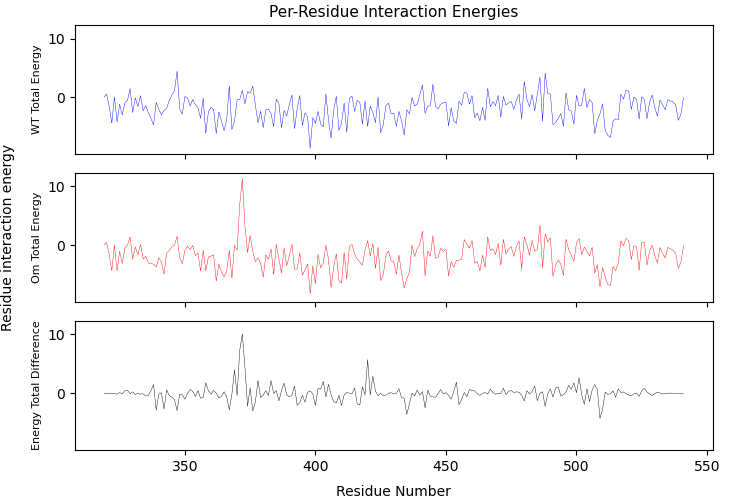 Per-Residue Interaction Energies
Residue interaction energy
WT Total Energy
10
0
Om Total Energy
10
0
Energy Total Difference
10
0
350
400
450
500
550
Residue Number